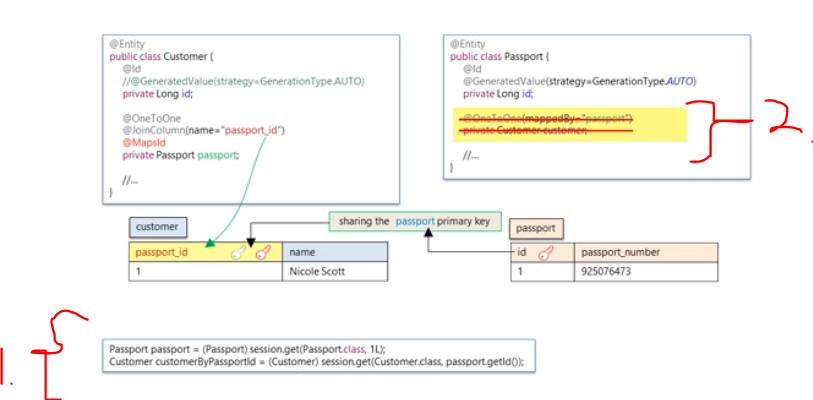 @Entity
public class Customer {
@Id
//@GeneratedValue(strategy=GenerationType.AUTO)
private Long id;
@OneToOne
@JoinColumn(name="passport_id")
@MapsId
private Passport passport;
//...
}
@Entity
public class Passport {
@Id
@GeneratedValue(strategy=GenerationType.AUTO)
private Long id;
@OneToOne(mappedBy="passport")
private Customer customer;
//...
}
2.
customer
sharing the passport primary key
passport
passport_id name
1 Nicole Scott
id passport_number
1 925076473
1.
Passport passport = (Passport) session.get(Passport.class, 1L);
Customer customerByPassportId = (Customer) session.get(Customer.class, passport.getId());